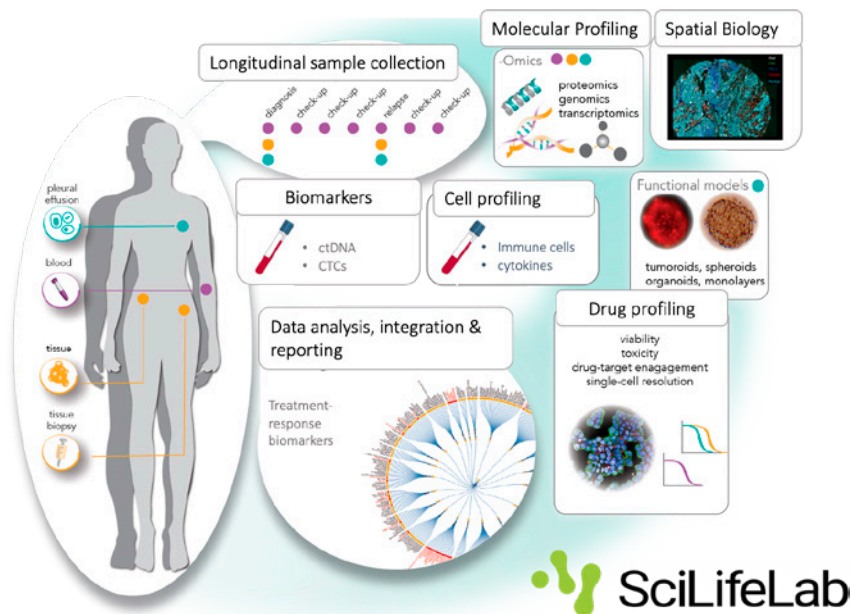 Longitudinal sample collection
diagnosis
check-up
check-up
check-up
relapse
check-up
check-up
Molecular Profiling
-Omics
proteomics
genomics
transcriptomics
Spatial Biology
pleural
effusion
blood
tissue
tissue
biopsy
Biomarkers
• ctDNA
• CTCs
Cell profiling
• Immune cells
• cytokines
Functional models
tumoroids, spheroids
organoids, monolayers
Data analysis, integration &
reporting
Treatment-
response
biomarkers
Drug profiling
viability
toxicity
drug-target enagagement
single-cell resolution
SciLifeLab